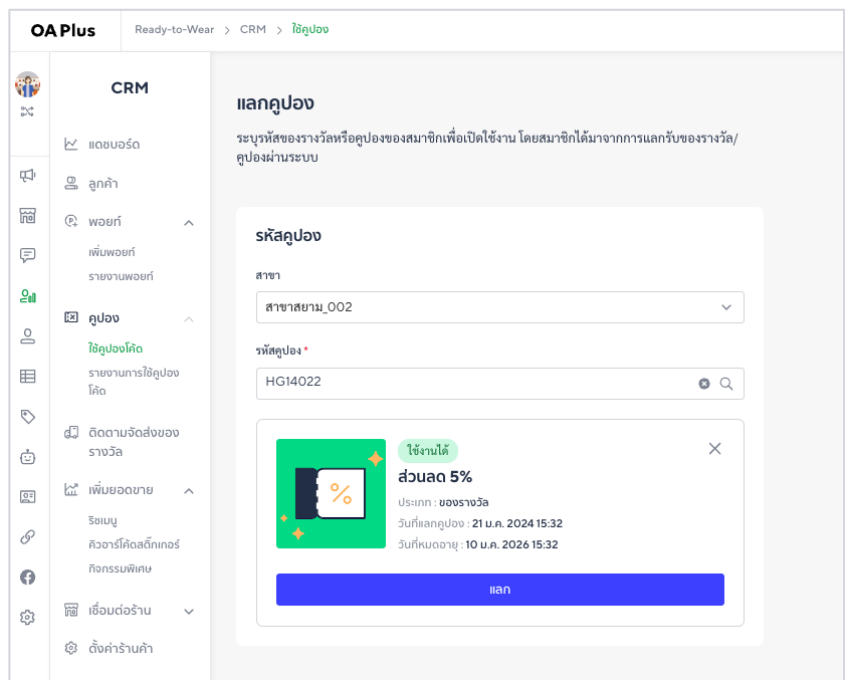 OA Plus
Ready-to-Wear > CRM > ใช้คูปอง
CRM
แดชบอร์ด
ลูกค้า
พอยท์
เพิ่มพอยท์
รายงานพอยท์
คูปอง
ใช้คูปองโค้ด
รายงานการใช้คูปอง
โค้ด
ติดตามจัดส่งของ
รางวัล
เพิ่มยอดขาย
ริชเมนู
คิวอาร์โค้ดสติ๊กเกอร์
กิจกรรมพิเศษ
เชื่อมต่อร้าน
ตั้งค่าร้านค้า
แลกคูปอง
ระบุรหัสของรางวัลหรือคูปองของสมาชิกเพื่อเปิดใช้งาน โดยสมาชิกได้มาจากการแลกรับของรางวัล/
คูปองผ่านระบบ
รหัสคูปอง
สาขา
สาขาสยาม_002
รหัสคูปอง *
HG14022
ใช้งานได้
ส่วนลด 5%
ประเภท : ของรางวัล
วันที่แลกคูปอง : 21 ม.ค. 2024 15:32
วันที่หมดอายุ : 10 ม.ค. 2026 15:32
แลก